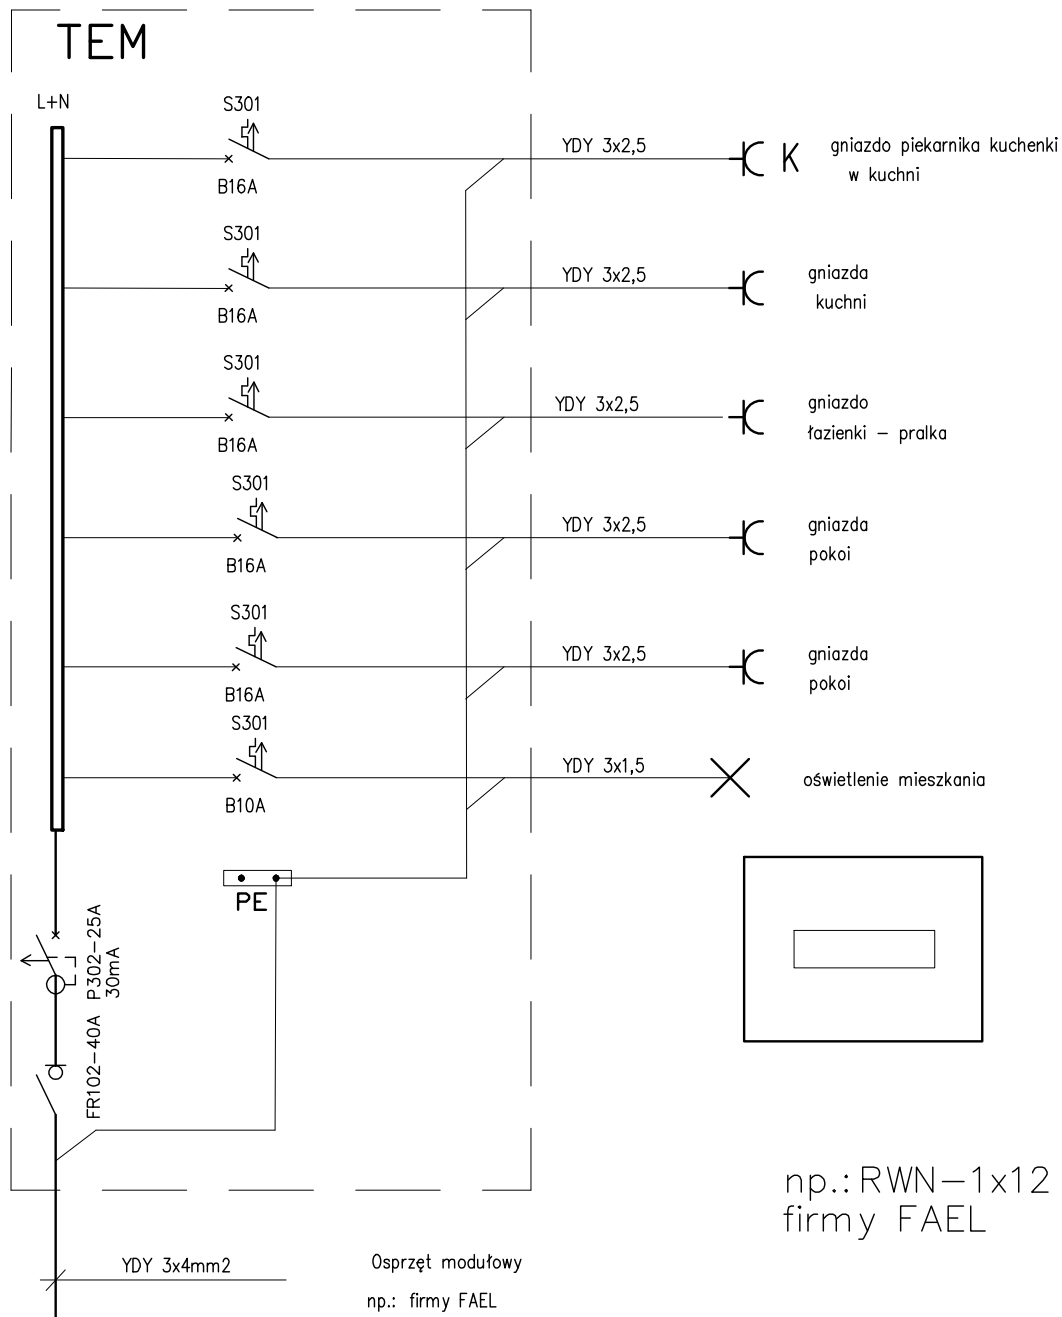 TEM
L+N
S301
B16A
YDY 3x2,5
K
gniazdo piekarnika kuchenki
w kuchni
S301
B16A
YDY 3x2,5
gniazda
kuchni
S301
B16A
YDY 3x2,5
gniazdo
łazienki – pralka
S301
B16A
YDY 3x2,5
gniazda
pokoi
S301
B16A
YDY 3x2,5
gniazda
pokoi
S301
B10A
YDY 3x1,5
oświetlenie mieszkania
PE
P302–25A
30mA
FR102–40A
np.: RWN–1x12
firmy FAEL
YDY 3x4mm2
Osprzęt modułowy
np.: firmy FAEL